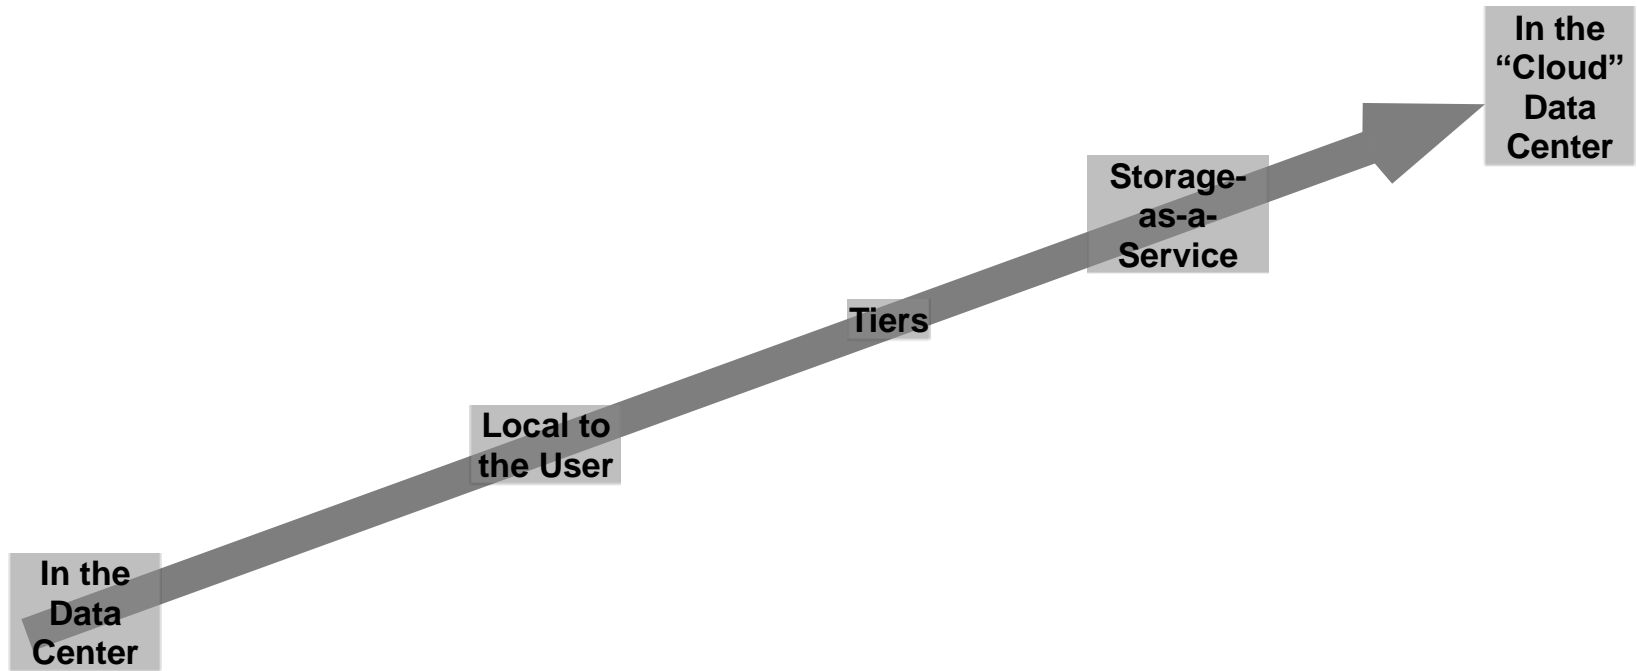 In the
“Cloud”
Data
Center
Storage-
as-a-
Service
Tiers
Local to
the User
In the
Data
Center